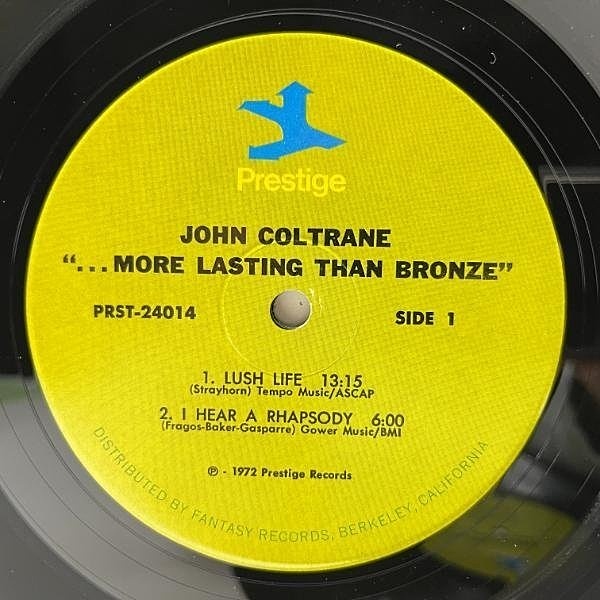 Prestige
JOHN COLTRANE
"...MORE LASTING THAN BRONZE"
PRST-24014
SIDE 1
1. LUSH LIFE 13:15
(Strayhorn) Tempo Music/ASCAP
2. I HEAR A RHAPSODY 6:00
(Fragos-Baker-Gasparre) Gower Music/BMI
℗ - 1972 Prestige Records
DISTRIBUTED BY FANTASY RECORDS, BERKELEY, CALIFORNIA